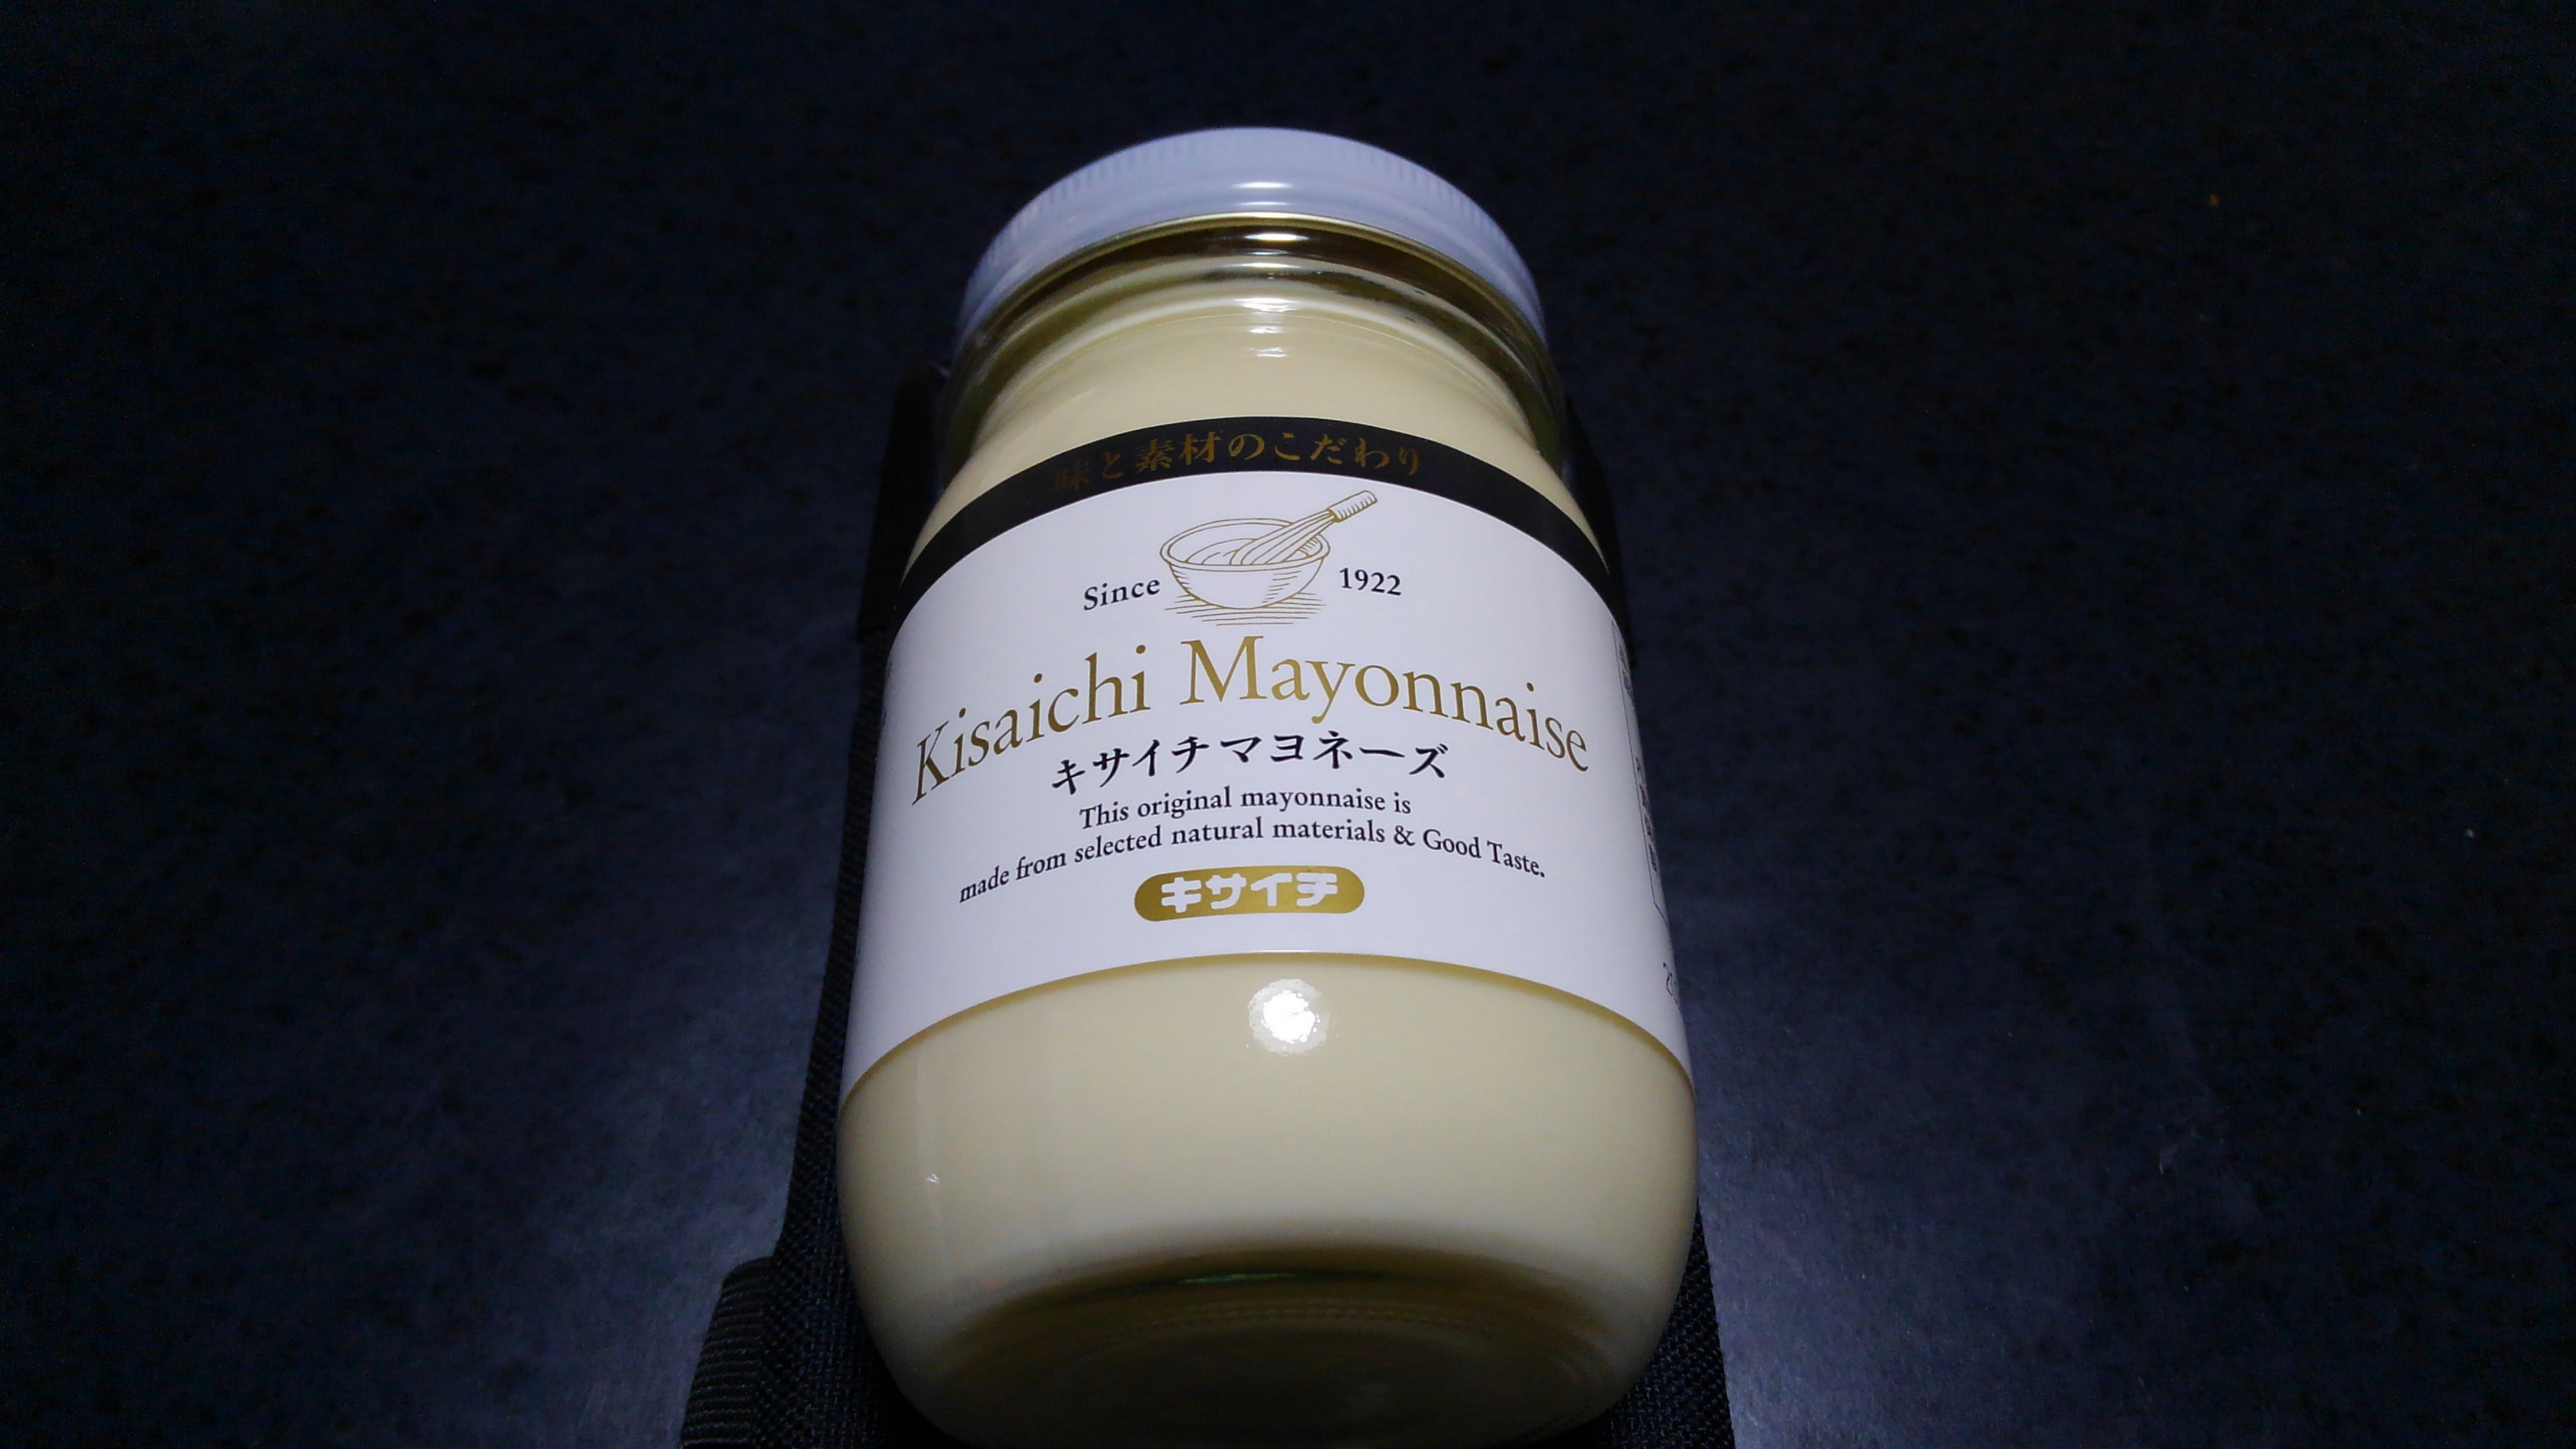 味と素材のこだわり
Since 1922
Kisaichi Mayonnaise
キサイチマヨネーズ
This original mayonnaise is
made from selected natural materials & Good Taste.
キサイチ